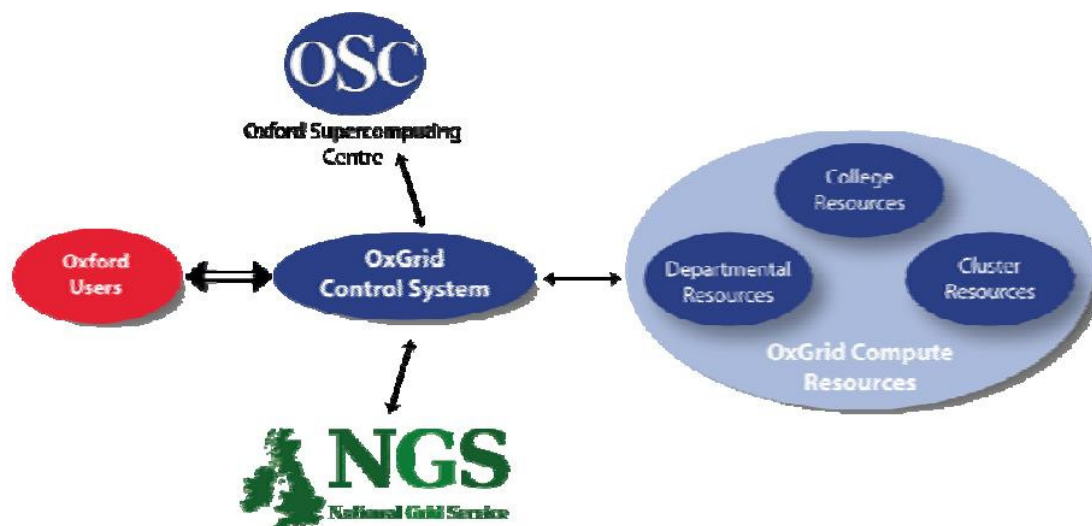 OSC
Oxford Supercomputing
Centre
Oxford
Users
OxGrid
Control System
College
Resources
Departmental
Resources
Cluster
Resources
OxGrid Compute
Resources
NGS
National Grid Service